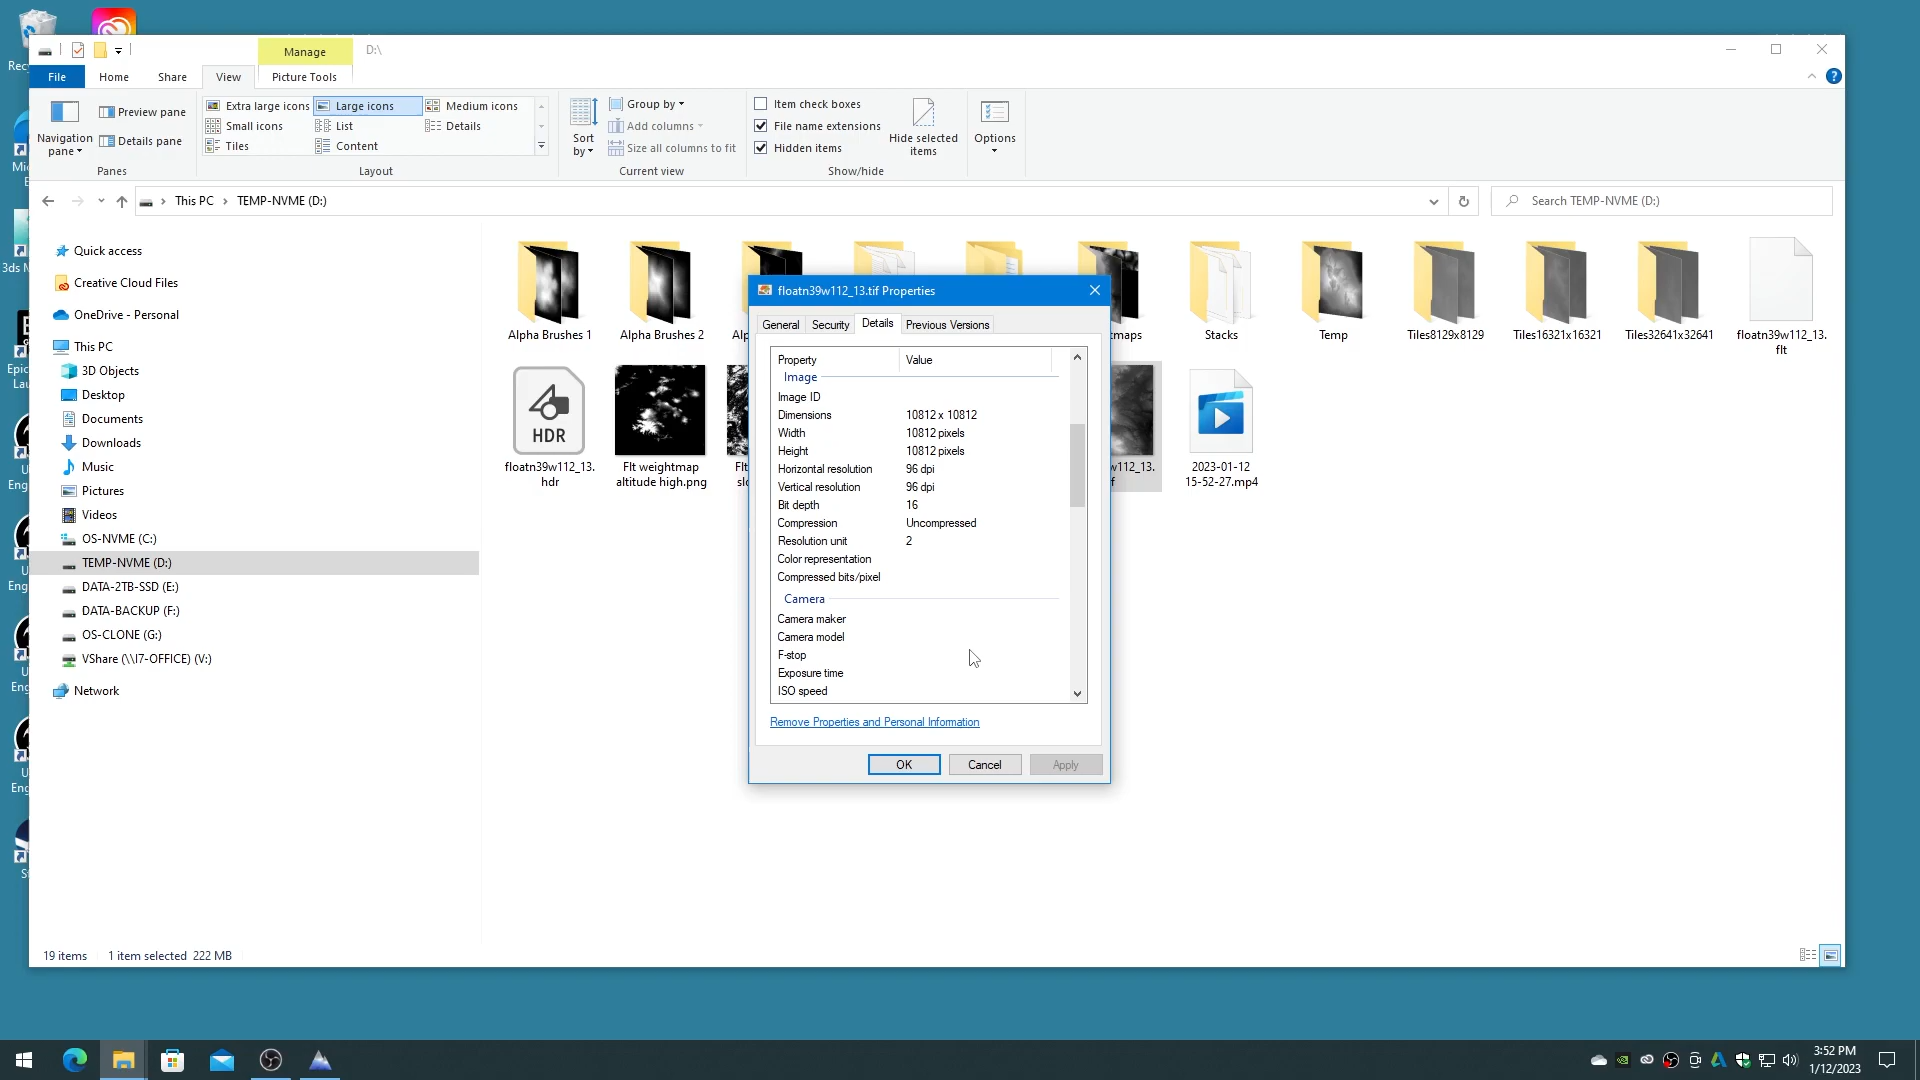 Manage
D:\
File
Home
Share
View
Picture Tools
Navigation
pane
Preview pane
Details pane
Panes
Extra large icons
Large icons
Medium icons
Small icons
List
Details
Tiles
Content
Layout
Sort
by
Group by
Add columns
Size all columns to fit
Current view
Item check boxes
File name extensions
Hidden items
Hide selected
items
Show/hide
Options
This PC
TEMP-NVME (D:)
Search TEMP-NVME (D:)
Quick access
Creative Cloud Files
OneDrive - Personal
This PC
3D Objects
Desktop
Documents
Downloads
Music
Pictures
Videos
OS-NVME (C:)
TEMP-NVME (D:)
DATA-2TB-SSD (E:)
DATA-BACKUP (F:)
OS-CLONE (G:)
VShare (\\I7-OFFICE) (V:)
Network
Alpha Brushes 1
Alpha Brushes 2
Stacks
Temp
Tiles8129x8129
Tiles16321x16321
Tiles32641x32641
floatn39w112_13.
flt
HDR
floatn39w112_13.
hdr
Flt weightmap
altitude high.png
2023-01-12
15-52-27.mp4
floatn39w112_13.tif Properties
General
Security
Details
Previous Versions
Property
Value
Image
Image ID
Dimensions 10812 x 10812
Width 10812 pixels
Height 10812 pixels
Horizontal resolution 96 dpi
Vertical resolution 96 dpi
Bit depth 16
Compression Uncompressed
Resolution unit 2
Color representation
Compressed bits/pixel
Camera
Camera maker
Camera model
F-stop
Exposure time
ISO speed
Remove Properties and Personal Information
OK
Cancel
Apply
19 items
1 item selected 222 MB
3:52 PM
1/12/2023